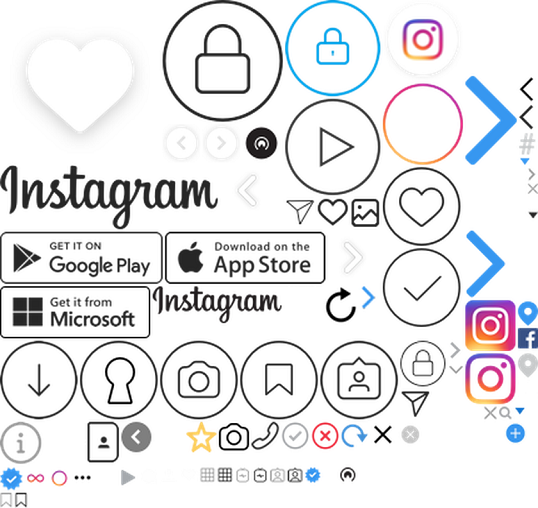 Instagram
GET IT ON
Google Play
Download on the
App Store
Get it from
Microsoft
Instagram